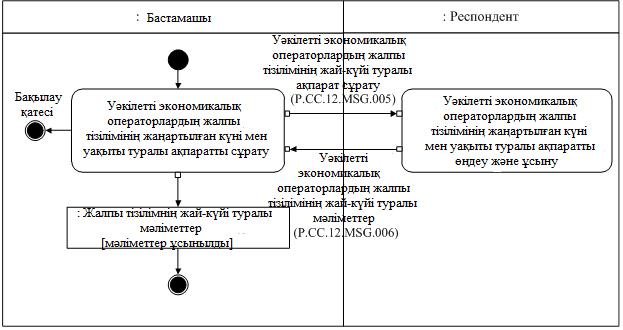 : Бастамашы
: Респондент
Уәкілетті экономикалық
операторлардың жалпы
тізілімінің жай-күйі туралы
ақпарат сұрату
(P.CC.12.MSG.005)
Бақылау
қатесі
Уәкілетті экономикалық
операторлардың жалпы
тізілімінің жаңартылған күні мен
уақыты туралы ақпаратты сұрату
Уәкілетті экономикалық
операторлардың жалпы
тізілімінің жаңартылған күні
мен уақыты туралы ақпаратты
өңдеу және ұсыну
Уәкілетті
экономикалық
операторлардың жалпы
тізілімінің жай-күйі туралы
мәліметтер
(P.CC.12.MSG.006)
: Жалпы тізілімнің жай-күйі туралы
мәліметтер
[мәліметтер ұсынылды]